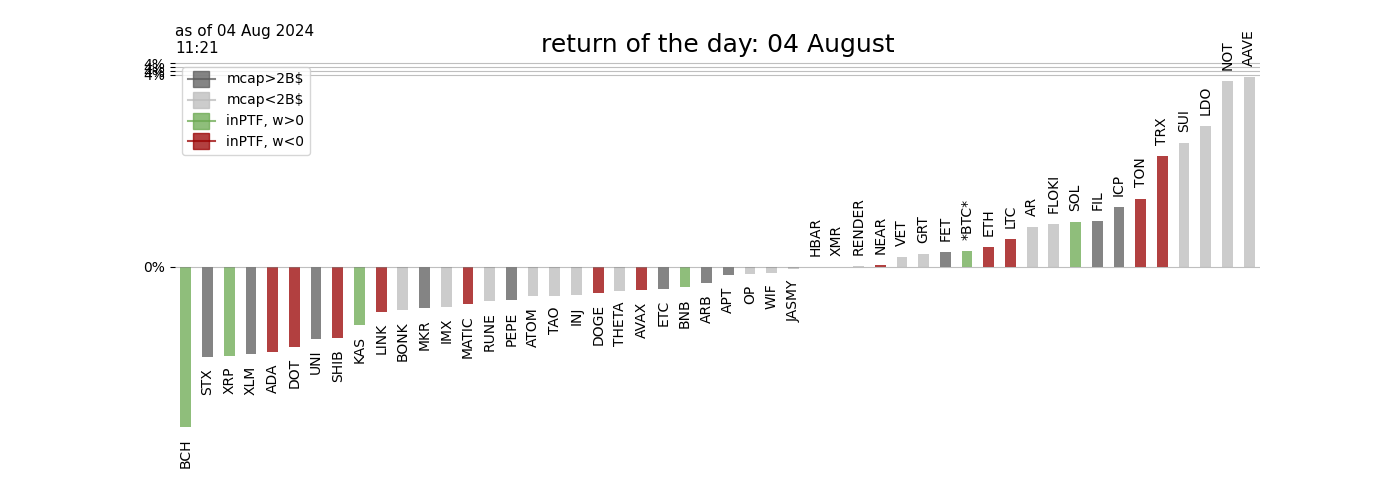 as of 04 Aug 2024
11:21
return of the day: 04 August
4%
4%
0%
mcap>2B$
mcap<2B$
inPTF, w>0
inPTF, w<0
BCH
STX
XRP
XLM
ADA
DOT
UNI
SHIB
KAS
LINK
BONK
MKR
IMX
MATIC
RUNE
PEPE
ATOM
TAO
INJ
DOGE
THETA
AVAX
ETC
BNB
ARB
APT
OP
WIF
JASMY
HBAR
XMR
RENDER
NEAR
VET
GRT
FET
*BTC*
ETH
LTC
AR
FLOKI
SOL
FIL
ICP
TON
TRX
SUI
LDO
NOT
AAVE